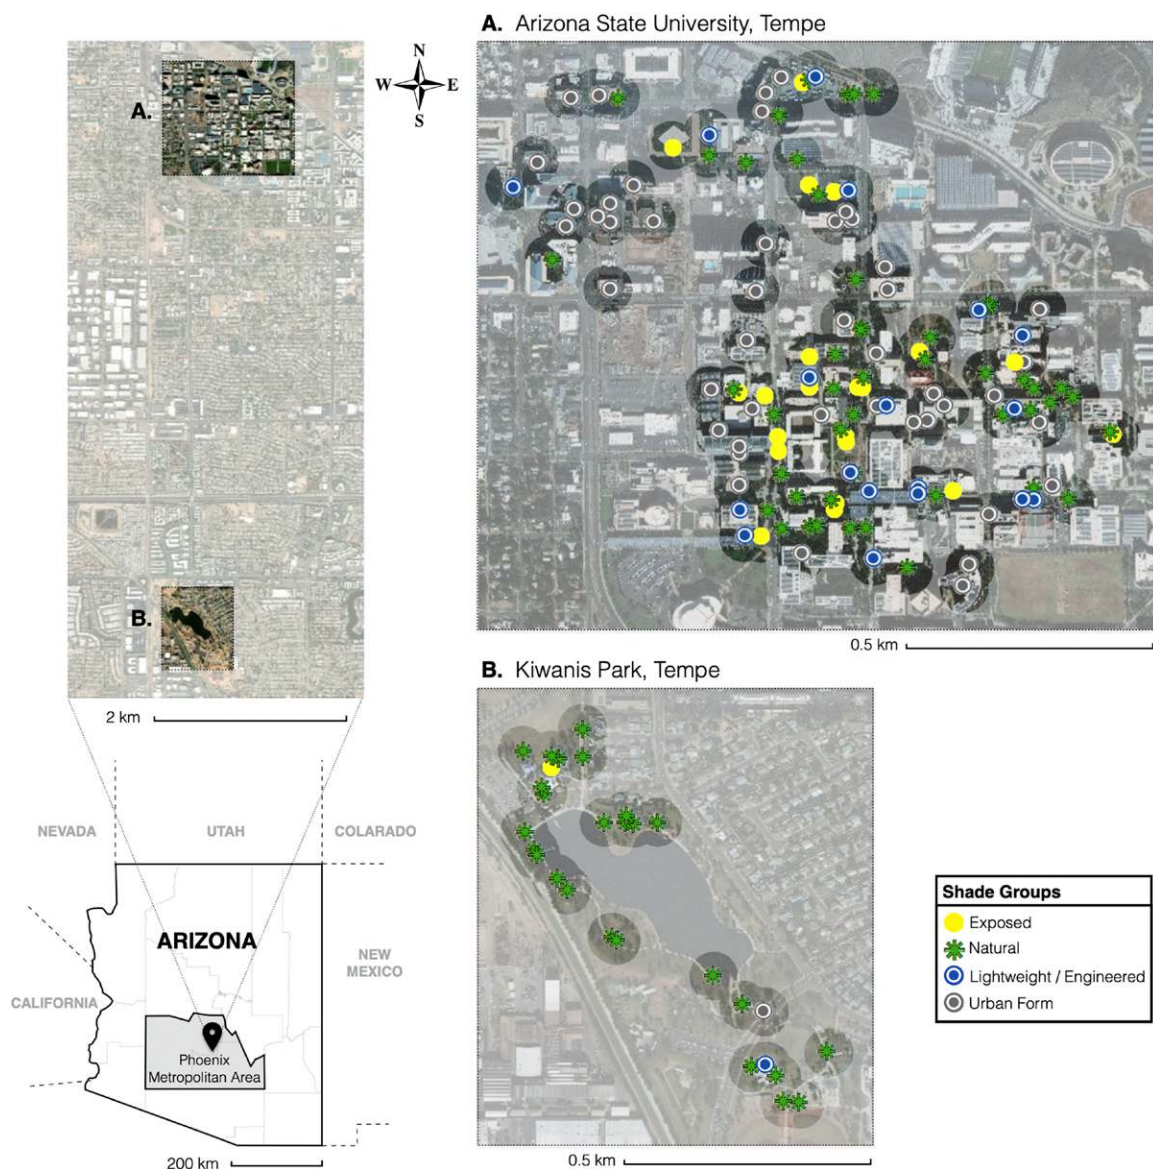 A. Arizona State University, Tempe
N
W E
S
A.
B.
0.5 km
B. Kiwanis Park, Tempe
2 km
NEVADA
UTAH
COLARADO
ARIZONA
NEW
MEXICO
CALIFORNIA
Phoenix
Metropolitan Area
200 km
Shade Groups
Exposed
Natural
Lightweight / Engineered
Urban Form
0.5 km